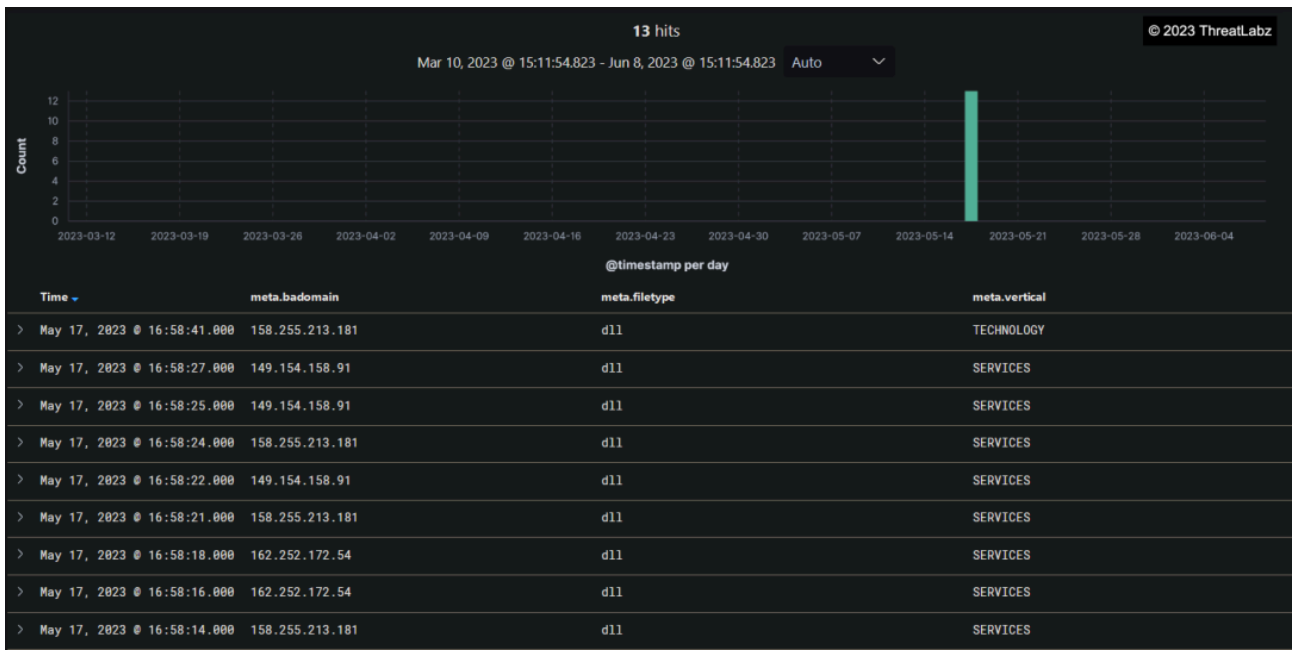 13 hits
© 2023 ThreatLabz
Mar 10, 2023 @ 15:11:54.823 - Jun 8, 2023 @ 15:11:54.823 Auto
12
10
8
6
4
2
0
Count
2023-03-12 2023-03-19 2023-03-26 2023-04-02 2023-04-09 2023-04-16 2023-04-23 2023-04-30 2023-05-07 2023-05-14 2023-05-21 2023-05-28 2023-06-04
@timestamp per day
Time meta.badomain meta.filetype meta.vertical
May 17, 2023 @ 16:58:41.000 158.255.213.181 dll TECHNOLOGY
May 17, 2023 @ 16:58:27.000 149.154.158.91 dll SERVICES
May 17, 2023 @ 16:58:25.000 149.154.158.91 dll SERVICES
May 17, 2023 @ 16:58:24.000 158.255.213.181 dll SERVICES
May 17, 2023 @ 16:58:22.000 149.154.158.91 dll SERVICES
May 17, 2023 @ 16:58:21.000 158.255.213.181 dll SERVICES
May 17, 2023 @ 16:58:18.000 162.252.172.54 dll SERVICES
May 17, 2023 @ 16:58:16.000 162.252.172.54 dll SERVICES
May 17, 2023 @ 16:58:14.000 158.255.213.181 dll SERVICES